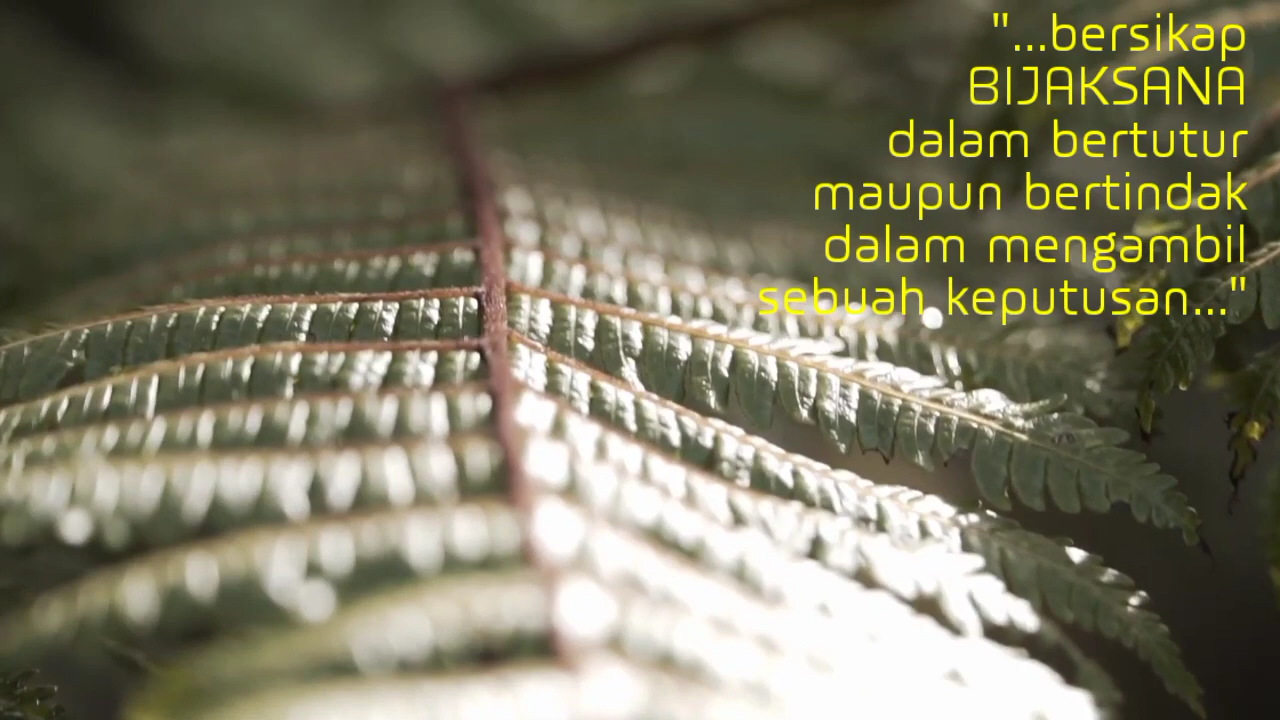 "...bersikap
BIJAKSANA
dalam bertutur
maupun bertindak
dalam mengambil
sebuah keputusan..."